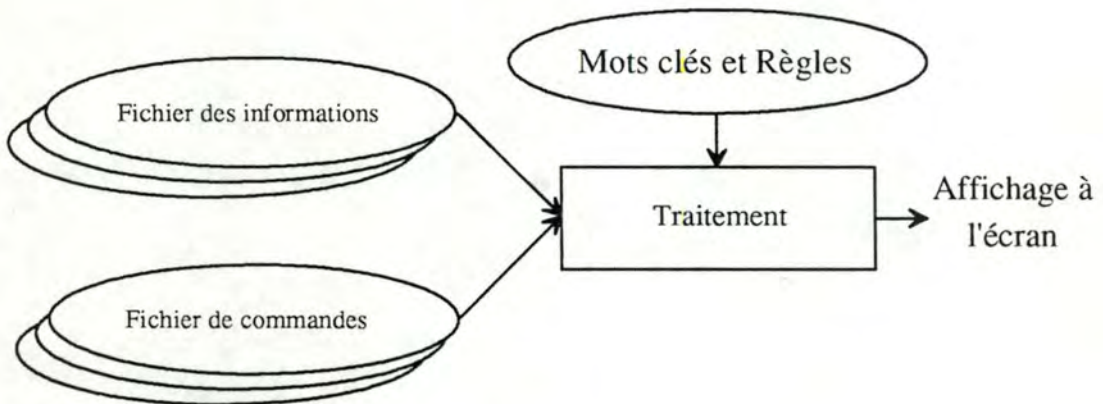 Mots clés et Règles
Fichier des informations
Traitement
Affichage à
l'écran
Fichier de commandes